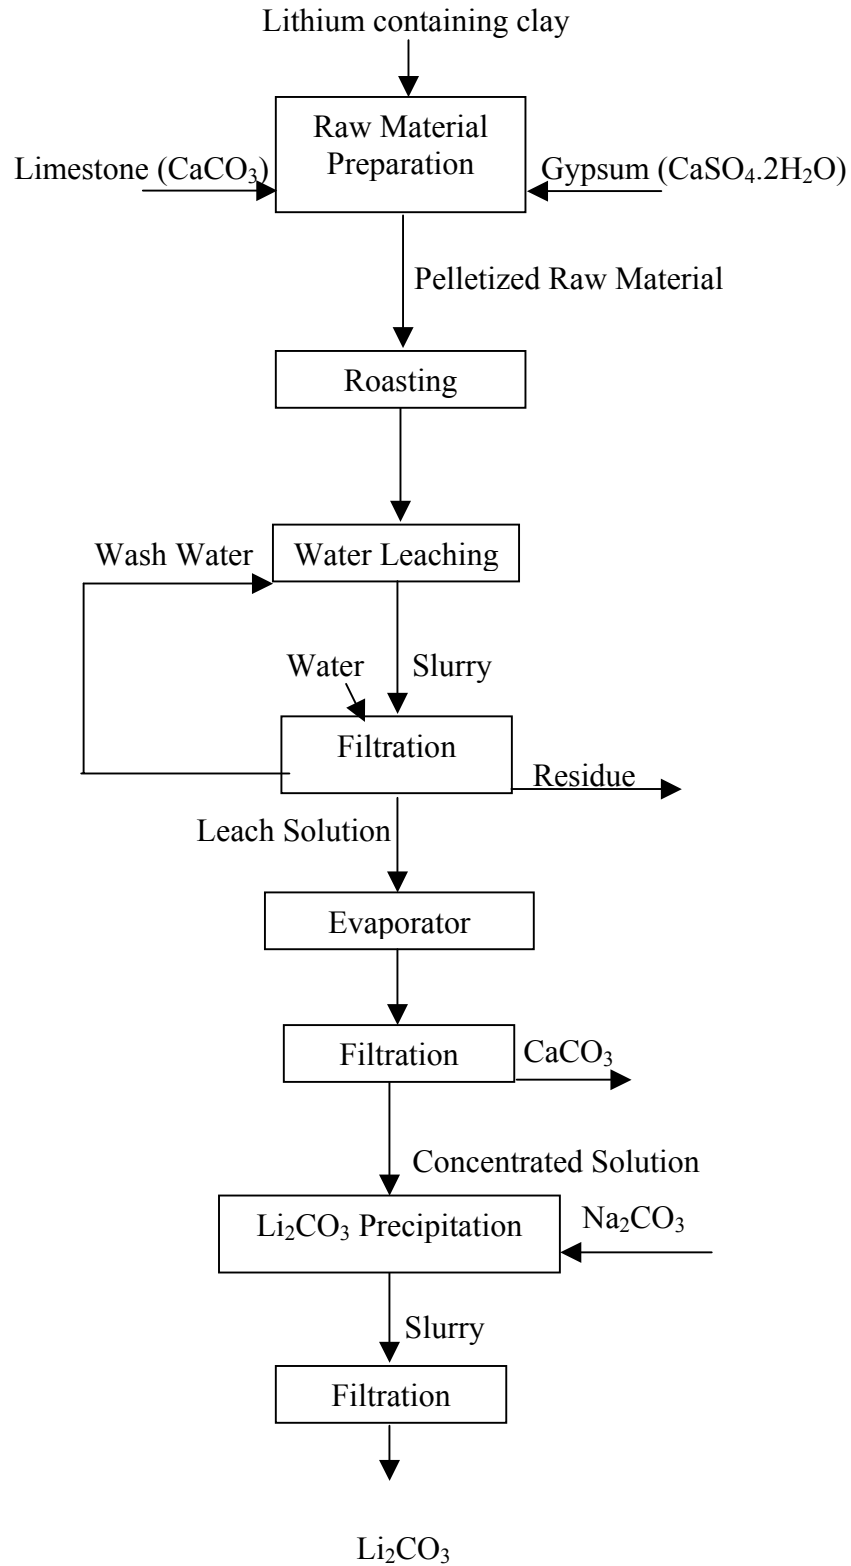 Lithium containing clay
Raw Material
Preparation
Limestone (CaCO₃)
Gypsum (CaSO₄.2H₂O)
Pelletized Raw Material
Roasting
Wash Water
Water Leaching
Water
Slurry
Filtration
Residue
Leach Solution
Evaporator
Filtration
CaCO₃
Concentrated Solution
Li₂CO₃ Precipitation
Na₂CO₃
Slurry
Filtration
Li₂CO₃